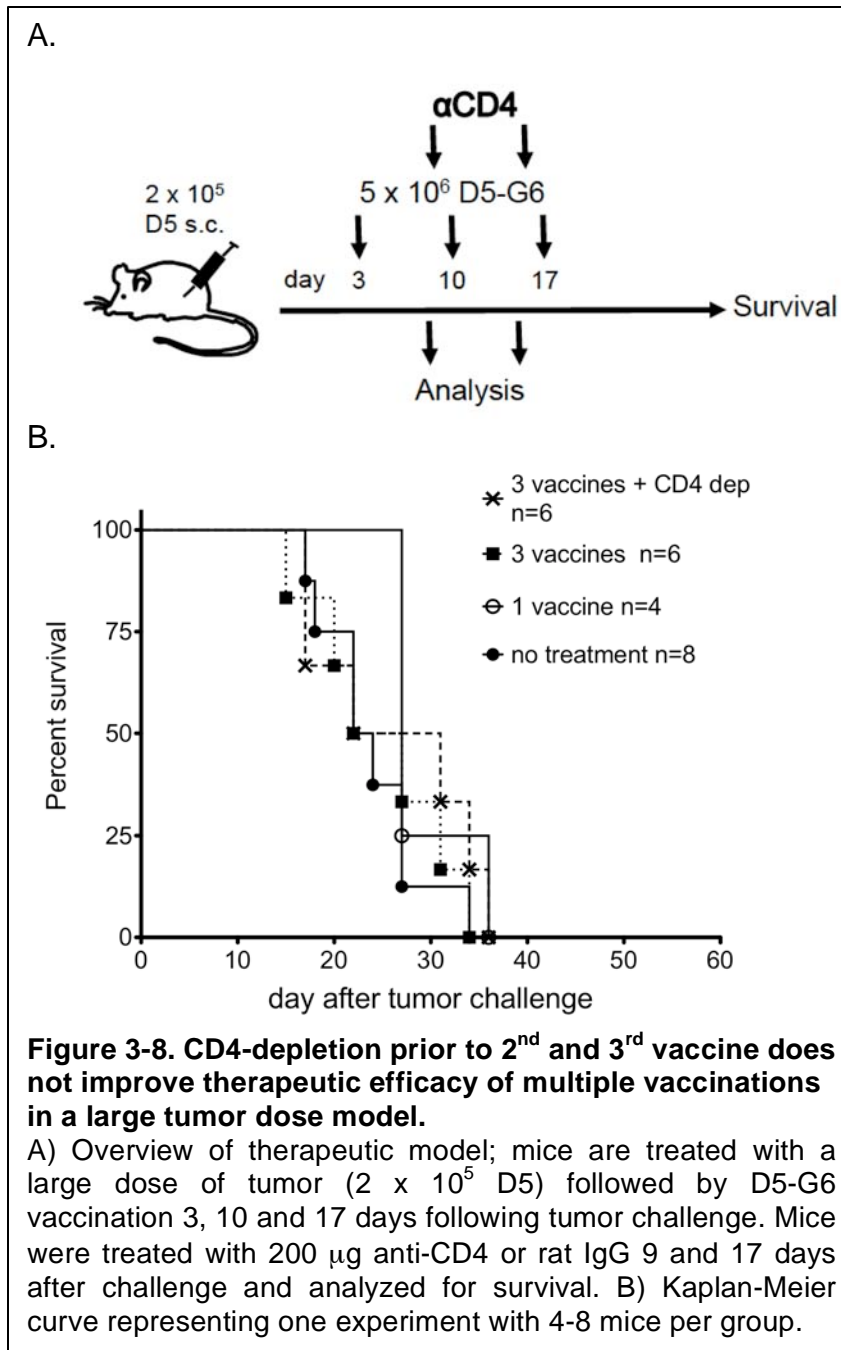 A.
αCD4
2 x 10⁵
D5 s.c.
5 x 10⁶ D5-G6
day 3 10 17
Survival
Analysis
B.
3 vaccines + CD4 dep
n=6
3 vaccines n=6
1 vaccine n=4
no treatment n=8
100
75
50
25
0
Percent survival
0 10 20 30 40 50 60
day after tumor challenge
Figure 3-8. CD4-depletion prior to 2ⁿᵈ and 3ʳᵈ vaccine does
not improve therapeutic efficacy of multiple vaccinations
in a large tumor dose model.
A) Overview of therapeutic model; mice are treated with a
large dose of tumor (2 x 10⁵ D5) followed by D5-G6
vaccination 3, 10 and 17 days following tumor challenge. Mice
were treated with 200 μg anti-CD4 or rat IgG 9 and 17 days
after challenge and analyzed for survival. B) Kaplan-Meier
curve representing one experiment with 4-8 mice per group.